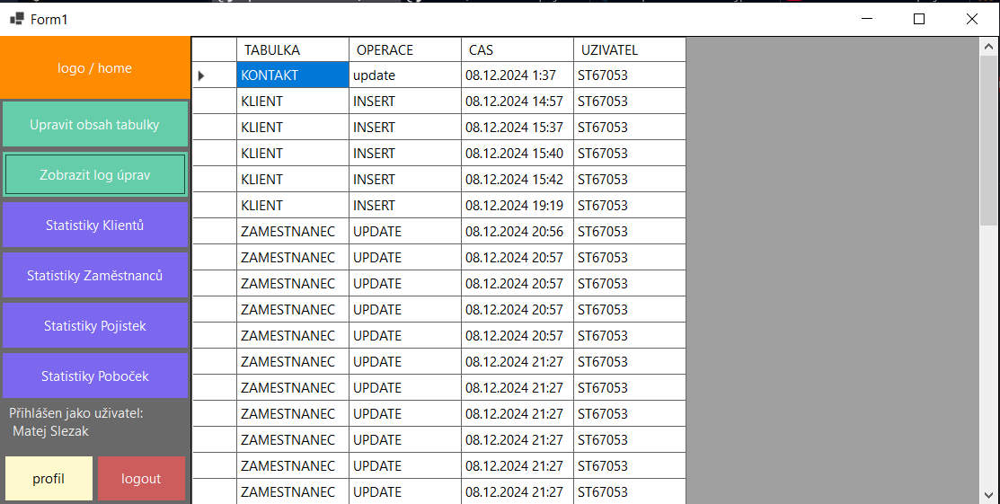 Form1
logo / home
Upravit obsah tabulky
Zobrazit log úprav
Statistiky Klientů
Statistiky Zaměstnanců
Statistiky Pojistek
Statistiky Poboček
Přihlášen jako uživatel:
Matej Slezak
profil logout
TABULKA OPERACE CAS UZIVATEL
KONTAKT update 08.12.2024 1:37 ST67053
KLIENT INSERT 08.12.2024 14:57 ST67053
KLIENT INSERT 08.12.2024 15:37 ST67053
KLIENT INSERT 08.12.2024 15:40 ST67053
KLIENT INSERT 08.12.2024 15:42 ST67053
KLIENT INSERT 08.12.2024 19:19 ST67053
ZAMESTNANEC UPDATE 08.12.2024 20:56 ST67053
ZAMESTNANEC UPDATE 08.12.2024 20:57 ST67053
ZAMESTNANEC UPDATE 08.12.2024 20:57 ST67053
ZAMESTNANEC UPDATE 08.12.2024 20:57 ST67053
ZAMESTNANEC UPDATE 08.12.2024 20:57 ST67053
ZAMESTNANEC UPDATE 08.12.2024 21:27 ST67053
ZAMESTNANEC UPDATE 08.12.2024 21:27 ST67053
ZAMESTNANEC UPDATE 08.12.2024 21:27 ST67053
ZAMESTNANEC UPDATE 08.12.2024 21:27 ST67053
ZAMESTNANEC UPDATE 08.12.2024 21:27 ST67053
ZAMESTNANEC UPDATE 08.12.2024 21:27 ST67053